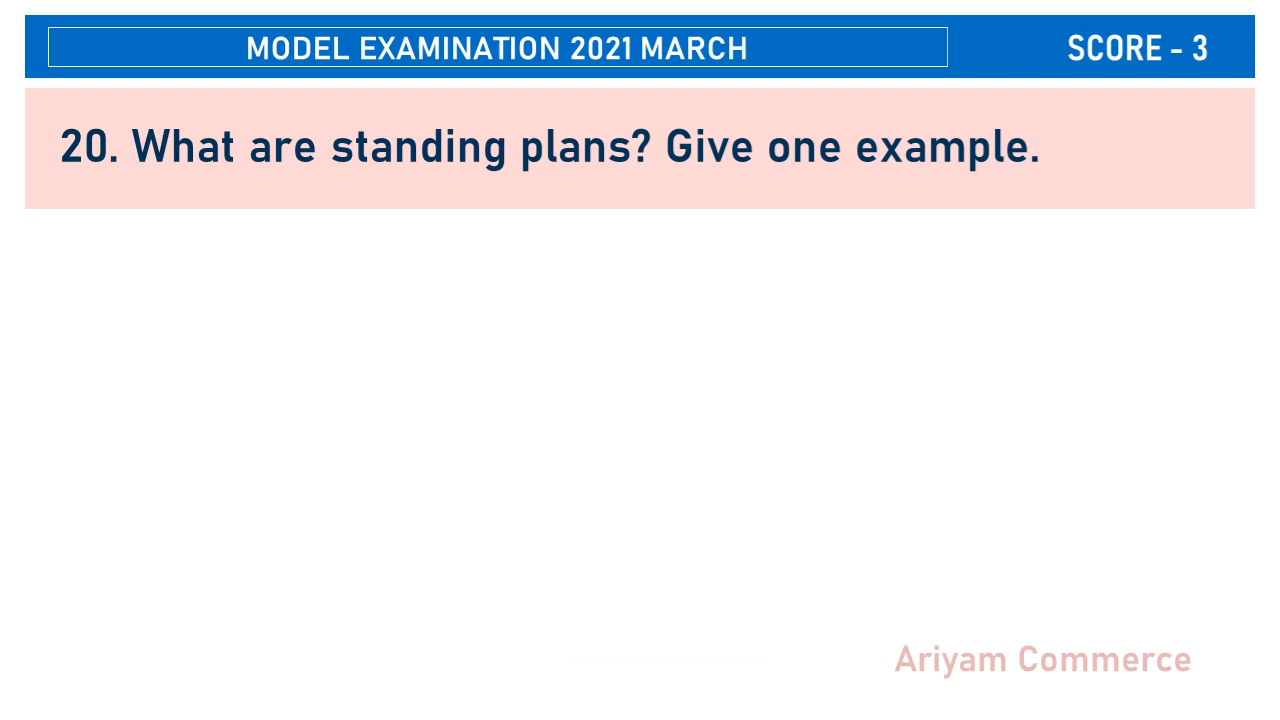 MODEL EXAMINATION 2021 MARCH
SCORE - 3
20. What are standing plans? Give one example.
Ariyam Commerce